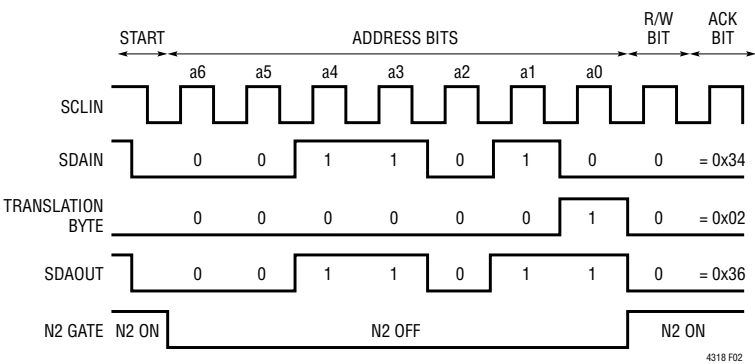 START ADDRESS BITS R/W BIT ACK BIT
a6 a5 a4 a3 a2 a1 a0
SCLIN
SDAIN 0 0 1 1 0 1 0 0 = 0x34
TRANSLATION BYTE 0 0 0 0 0 0 1 0 = 0x02
SDAOUT 0 0 1 1 0 1 1 0 = 0x36
N2 GATE N2 ON N2 OFF N2 ON
4318 F02